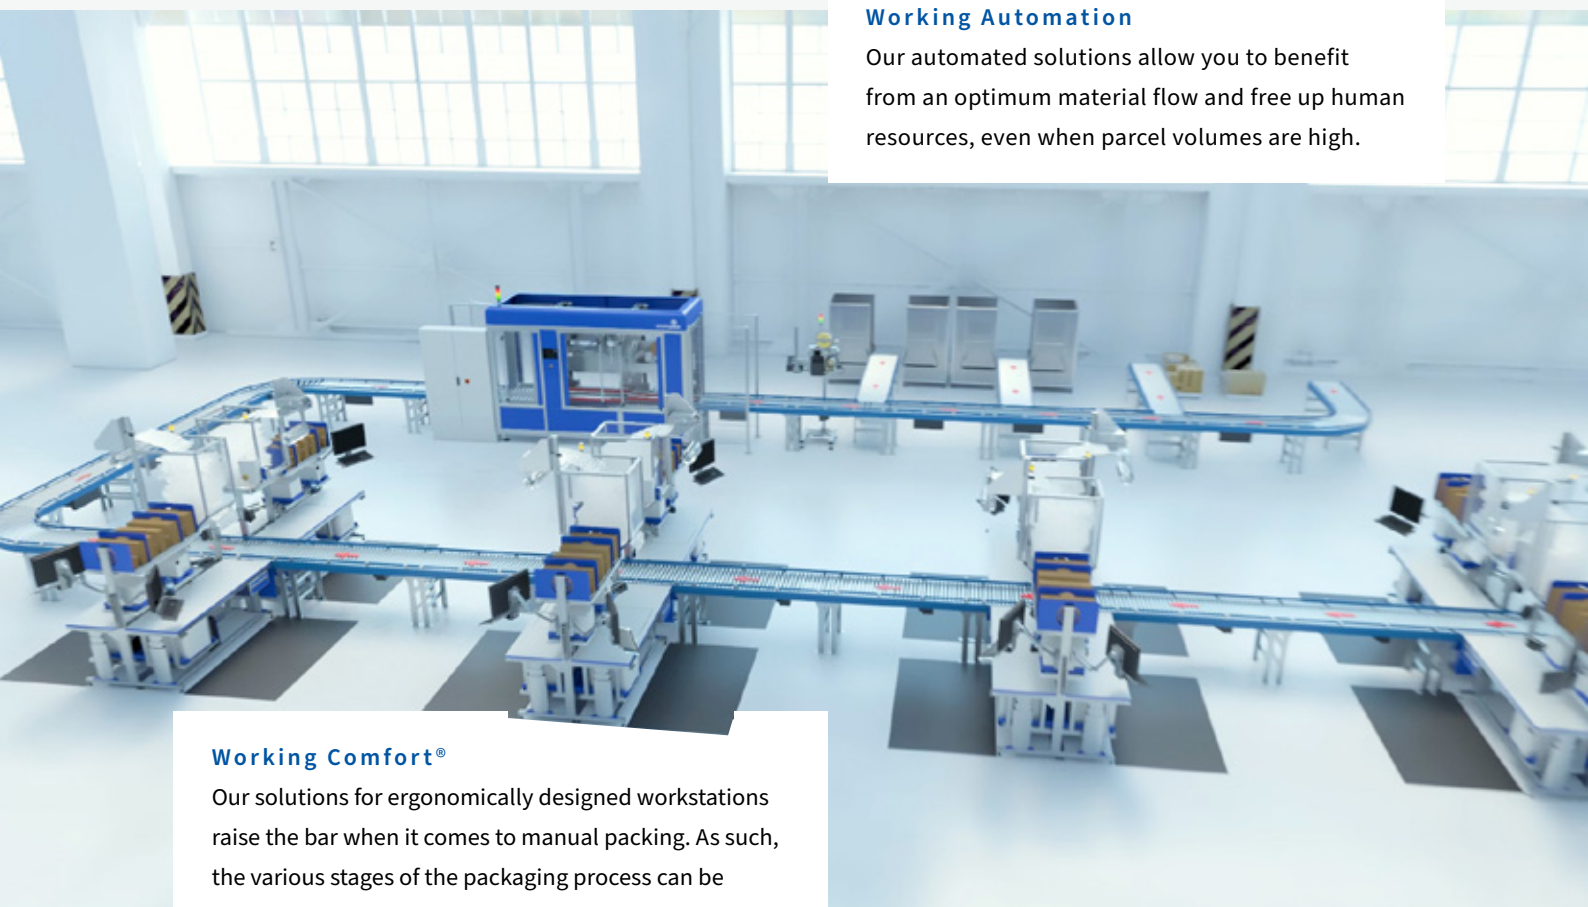 Working Automation
Our automated solutions allow you to benefit
from an optimum material flow and free up human
resources, even when parcel volumes are high.
Working Comfort®
Our solutions for ergonomically designed workstations
raise the bar when it comes to manual packing. As such,
the various stages of the packaging process can be